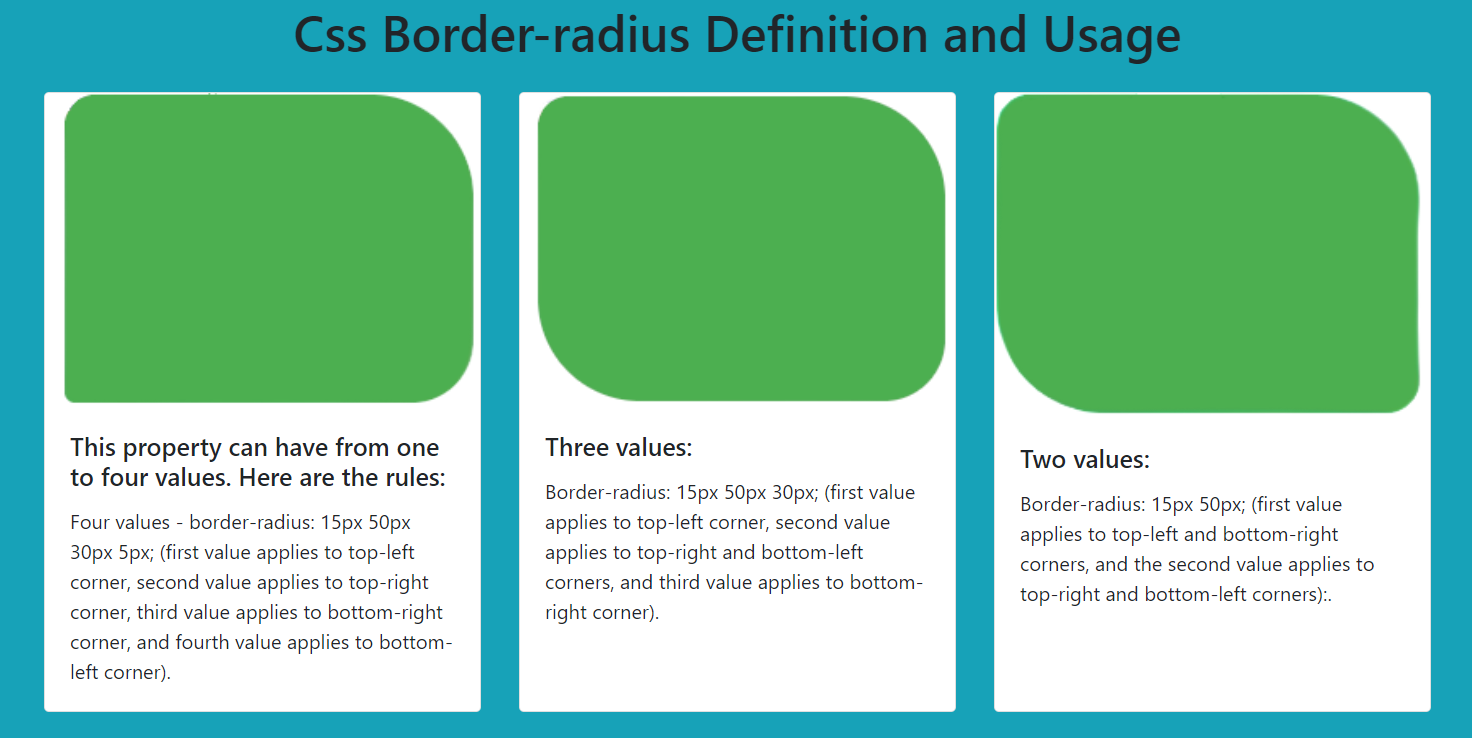 Css Border-radius Definition and Usage
This property can have from one
to four values. Here are the rules:
Four values - border-radius: 15px 50px
30px 5px; (first value applies to top-left
corner, second value applies to top-right
corner, third value applies to bottom-right
corner, and fourth value applies to bottom-
left corner).
Three values:
Border-radius: 15px 50px 30px; (first value
applies to top-left corner, second value
applies to top-right and bottom-left
corners, and third value applies to bottom-
right corner).
Two values:
Border-radius: 15px 50px; (first value
applies to top-left and bottom-right
corners, and the second value applies to
top-right and bottom-left corners):.